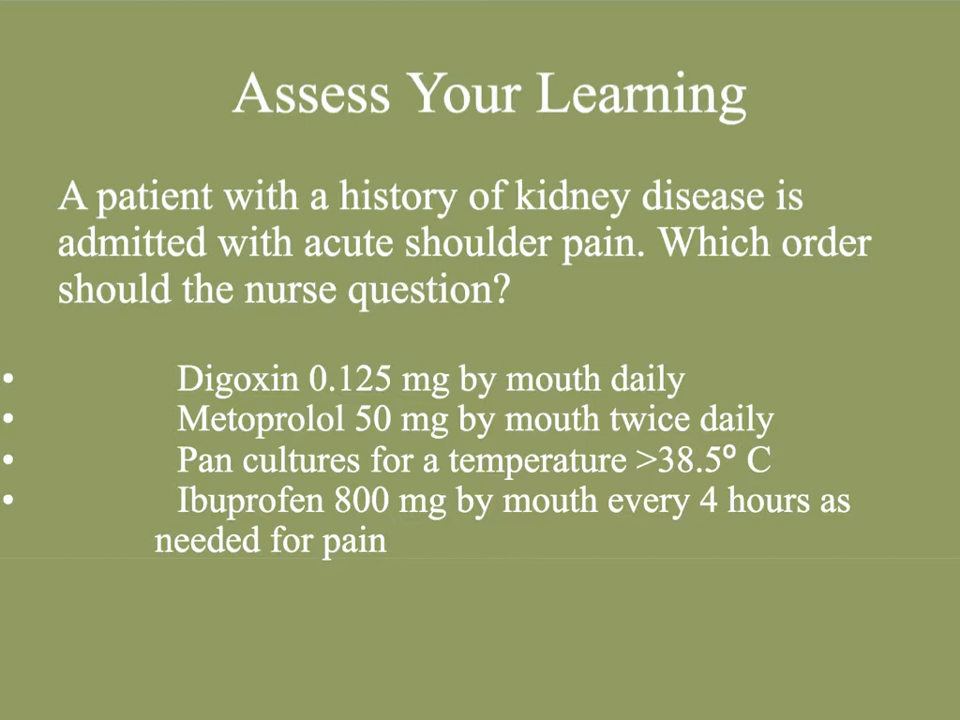 Assess Your Learning
A patient with a history of kidney disease is
admitted with acute shoulder pain. Which order
should the nurse question?
• Digoxin 0.125 mg by mouth daily
• Metoprolol 50 mg by mouth twice daily
• Pan cultures for a temperature >38.5⁰ C
• Ibuprofen 800 mg by mouth every 4 hours as
needed for pain